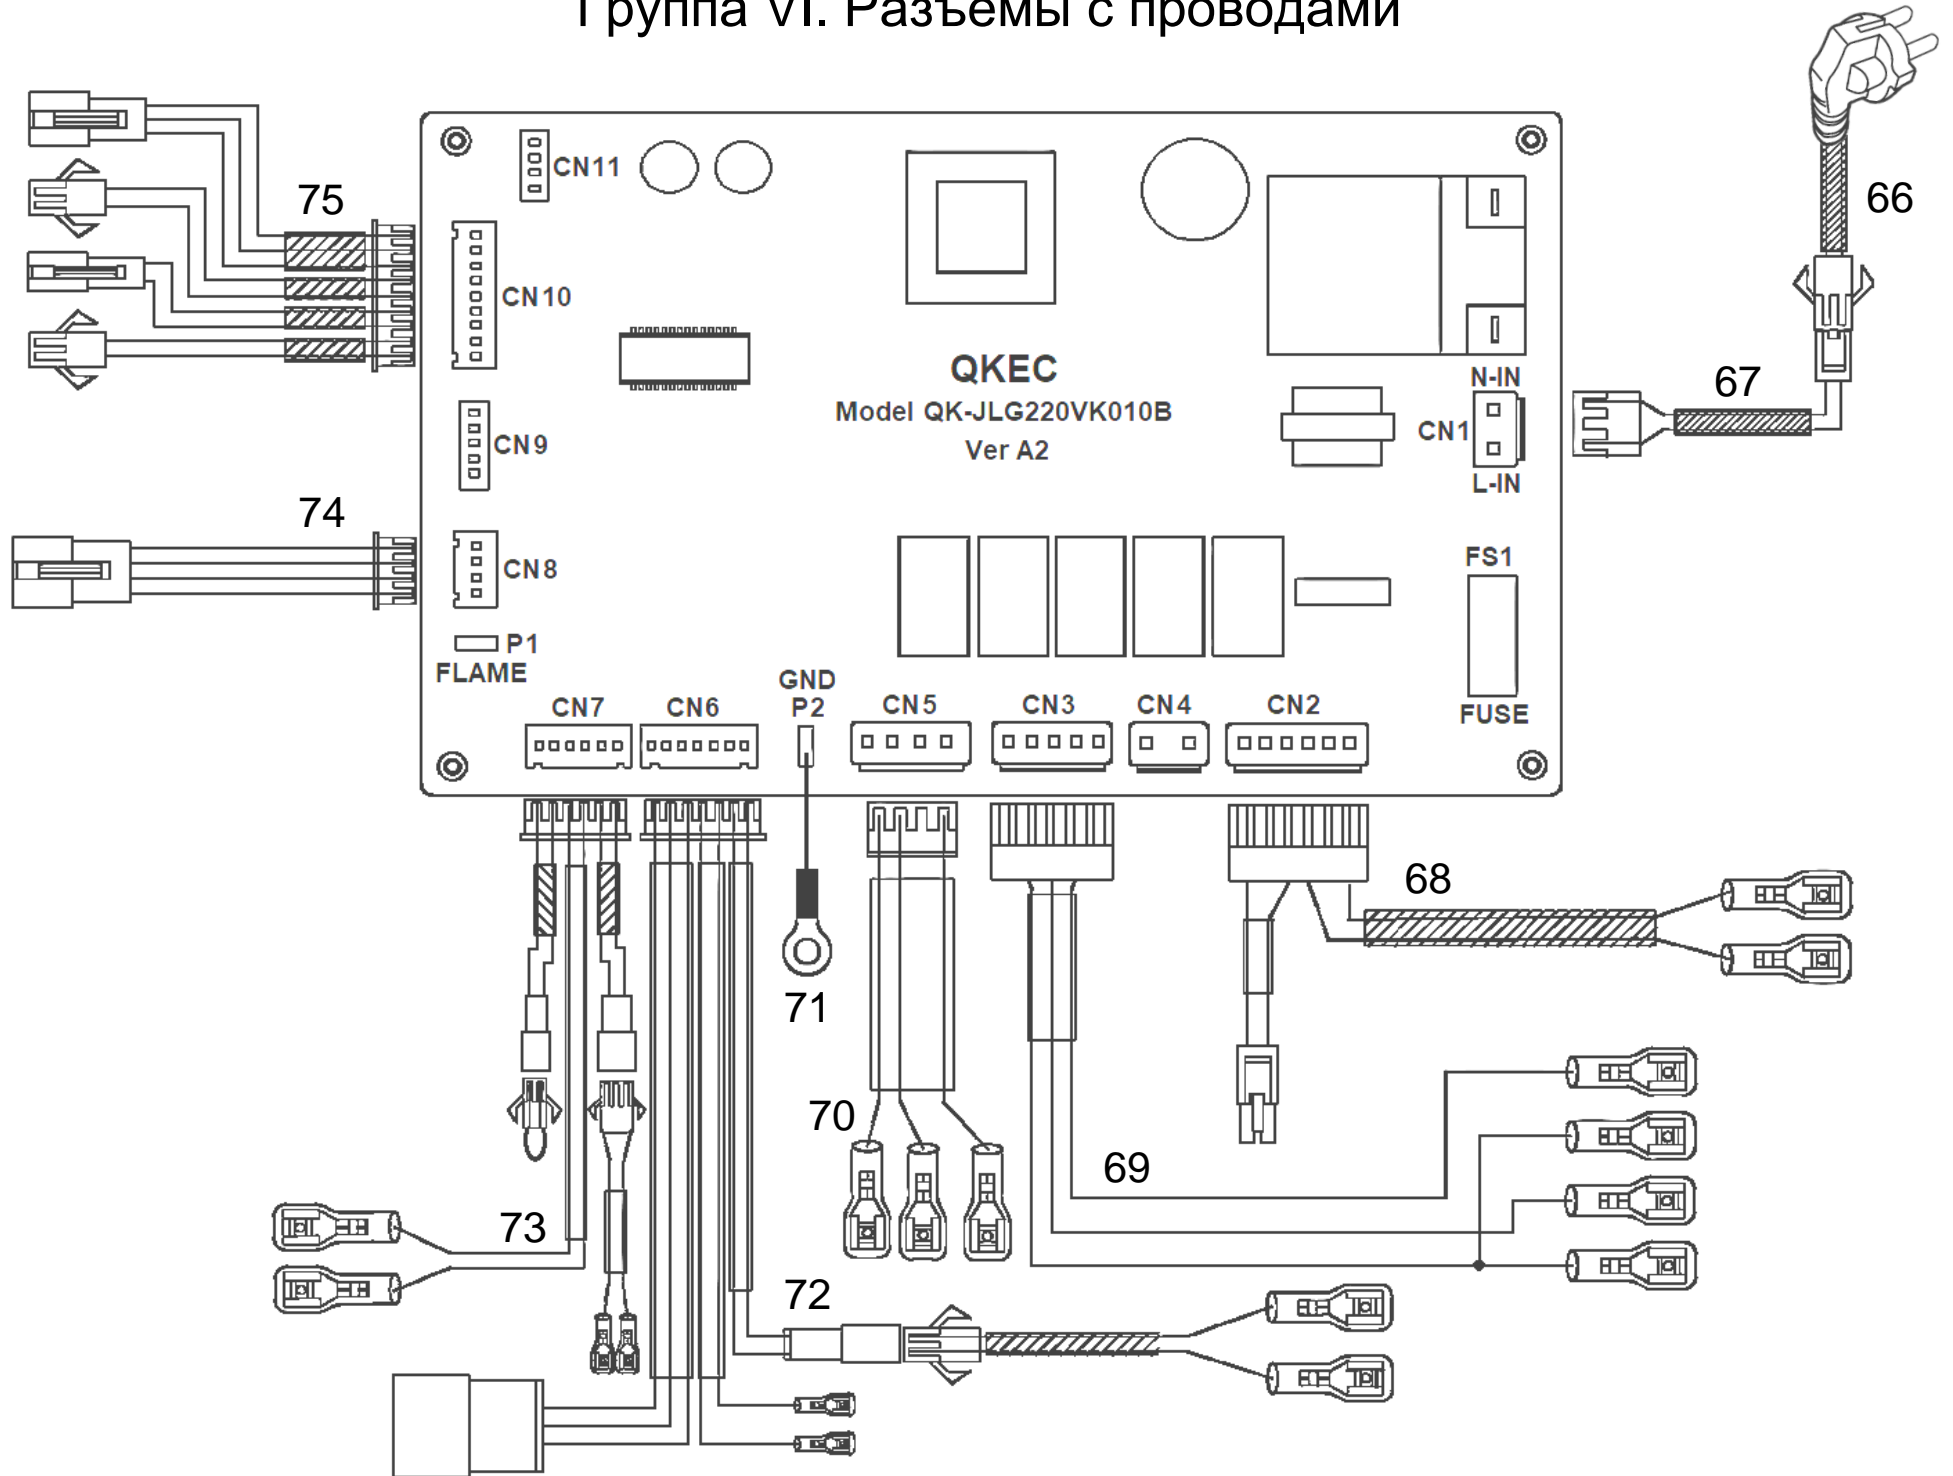 Группа VI. Разъемы с проводами
66
75
CN11
CN10
67
N-IN
QKEC
Model QK-JLG220VK010B
Ver A2
CN1
L-IN
CN9
74
CN8
FS1
P1
FLAME
GND
P2
CN7
CN6
CN5
CN3
CN4
CN2
FUSE
68
71
70
69
73
72